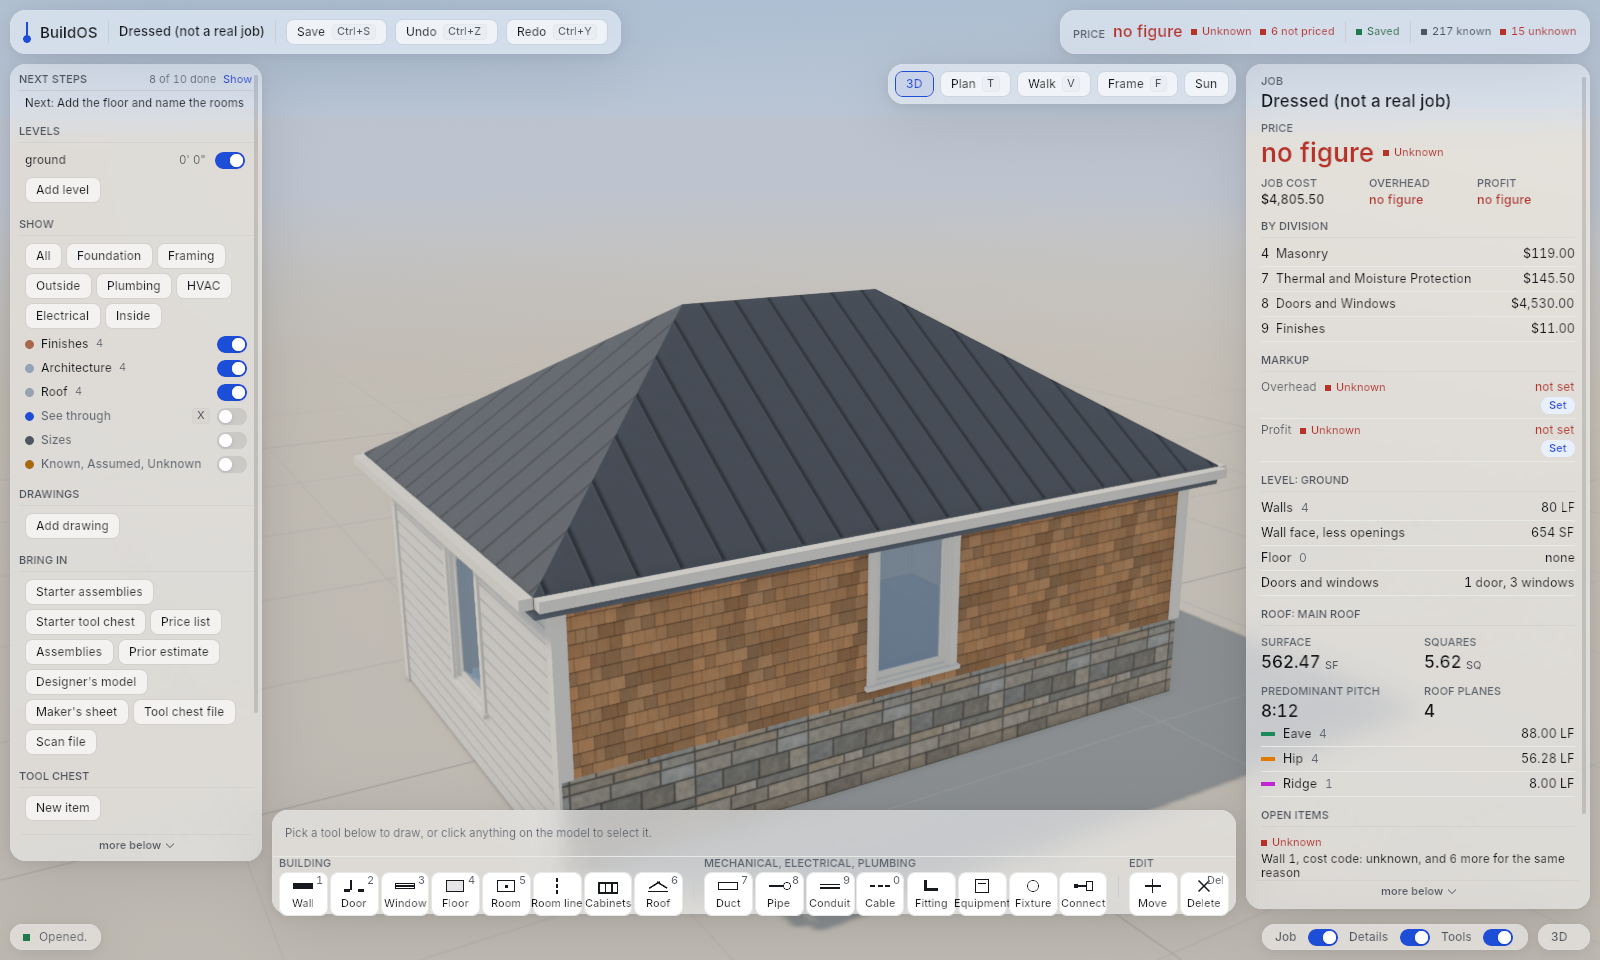 BuildOS
Dressed (not a real job)
Save Ctrl+S
Undo Ctrl+Z
Redo Ctrl+Y
PRICE no figure Unknown 6 not priced Saved 217 known 15 unknown
NEXT STEPS 8 of 10 done Show
Next: Add the floor and name the rooms
LEVELS
ground 0' 0"
Add level
SHOW
All Foundation Framing
Outside Plumbing HVAC
Electrical Inside
Finishes 4
Architecture 4
Roof 4
See through X
Sizes
Known, Assumed, Unknown
DRAWINGS
Add drawing
BRING IN
Starter assemblies
Starter tool chest Price list
Assemblies Prior estimate
Designer's model
Maker's sheet Tool chest file
Scan file
TOOL CHEST
New item
more below
3D Plan T Walk V Frame F Sun
JOB
Dressed (not a real job)
PRICE
no figure Unknown
JOB COST OVERHEAD PROFIT
$4,805.50 no figure no figure
BY DIVISION
4 Masonry $119.00
7 Thermal and Moisture Protection $145.50
8 Doors and Windows $4,530.00
9 Finishes $11.00
MARKUP
Overhead Unknown not set
Set
Profit Unknown not set
Set
LEVEL: GROUND
Walls 4 80 LF
Wall face, less openings 654 SF
Floor 0 none
Doors and windows 1 door, 3 windows
ROOF: MAIN ROOF
SURFACE SQUARES
562.47 SF 5.62 SQ
PREDOMINANT PITCH ROOF PLANES
8:12 4
Eave 4 88.00 LF
Hip 4 56.28 LF
Ridge 1 8.00 LF
OPEN ITEMS
Unknown
Wall 1, cost code: unknown, and 6 more for the same
reason
more below
Pick a tool below to draw, or click anything on the model to select it.
BUILDING MECHANICAL, ELECTRICAL, PLUMBING EDIT
1 2 3 4 5 6 7 8 9 0 Del
Wall Door Window Floor Room Room line Cabinets Roof Duct Pipe Conduit Cable Fitting Equipment Fixture Connect Move Delete
Opened.
Job Details Tools 3D